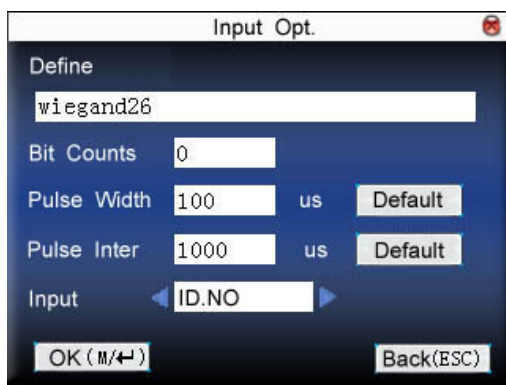 Input Opt.
Define
wiegand26
Bit Counts 0
Pulse Width 100 us Default
Pulse Inter 1000 us Default
Input ID.NO
OK(M/↵) Back(ESC)